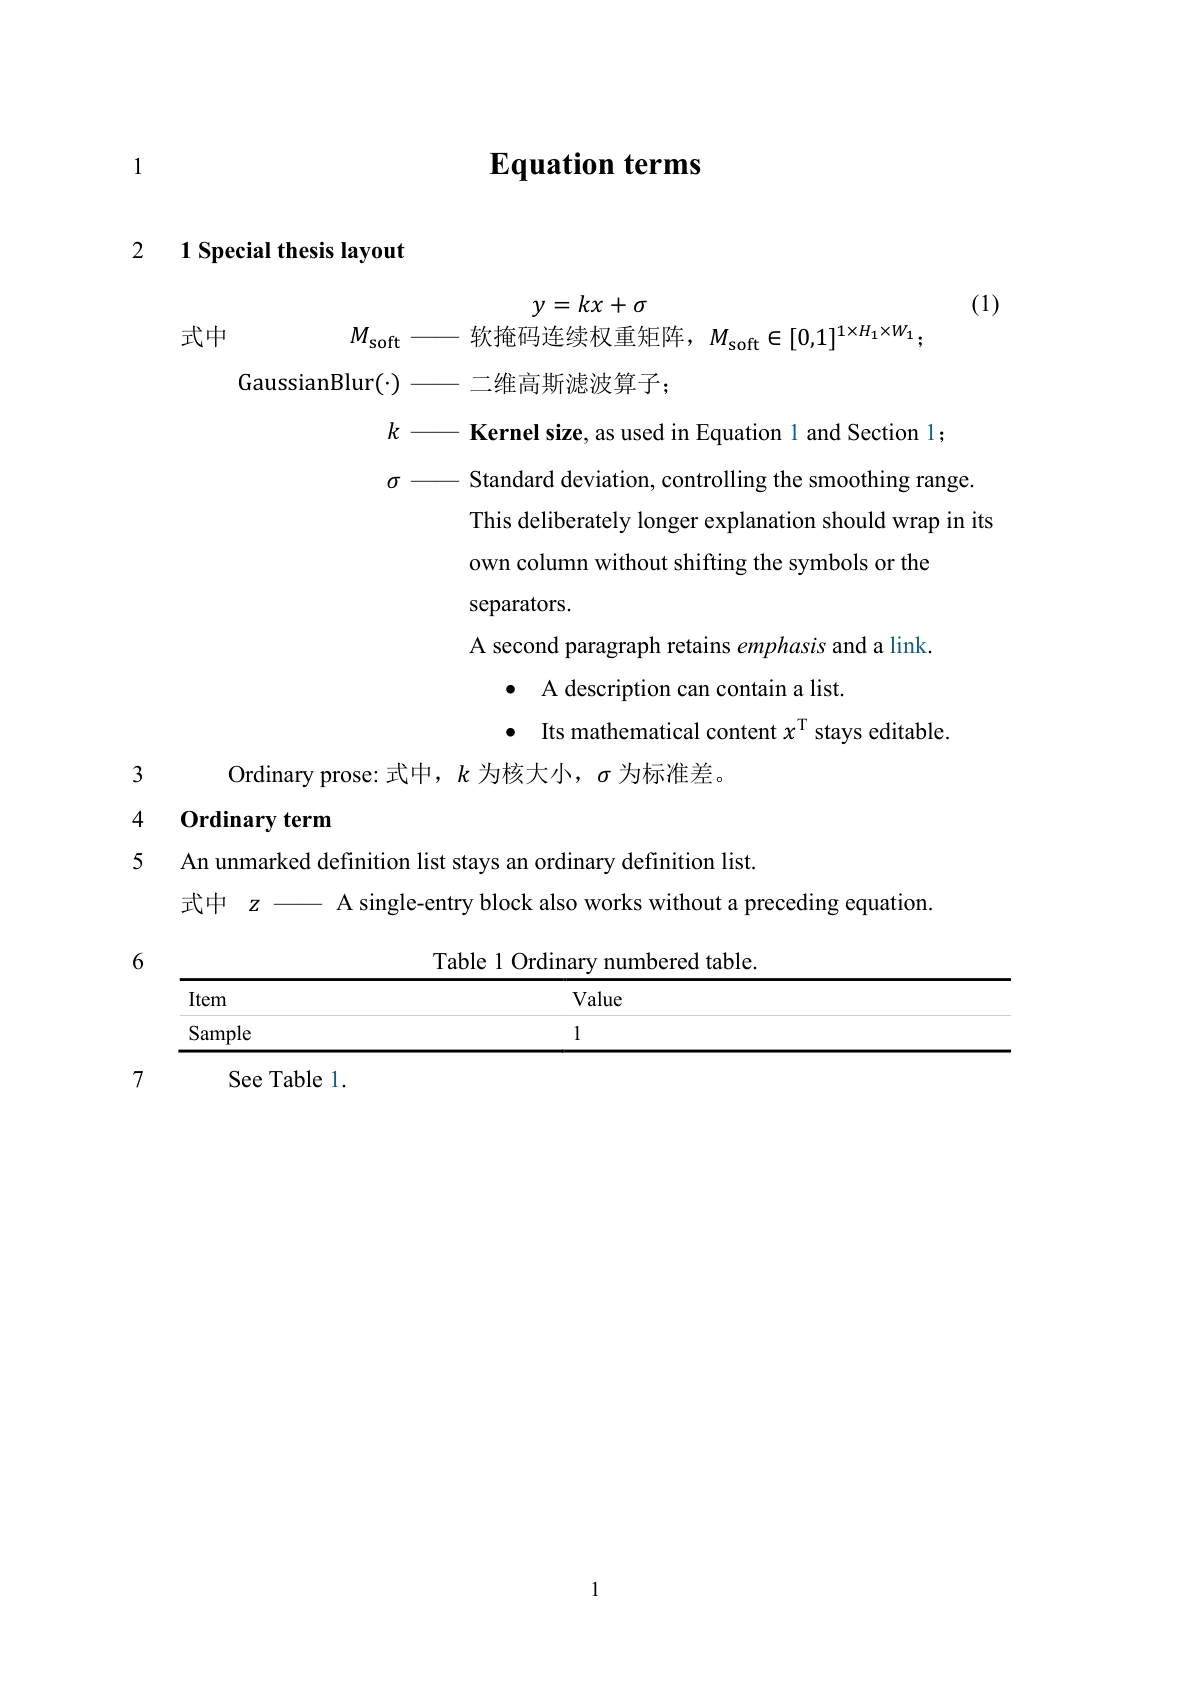 1 Equation terms
2 1 Special thesis layout
y = kx + σ (1)
式中 M_soft —— 软掩码连续权重矩阵，M_soft ∈ [0,1]^{1×H₁×W₁}；
GaussianBlur(·) —— 二维高斯滤波算子；
k —— Kernel size, as used in Equation 1 and Section 1；
σ —— Standard deviation, controlling the smoothing range.
This deliberately longer explanation should wrap in its
own column without shifting the symbols or the
separators.
A second paragraph retains emphasis and a link.
• A description can contain a list.
• Its mathematical content x^T stays editable.
3 Ordinary prose: 式中，k 为核大小，σ 为标准差。
4 Ordinary term
5 An unmarked definition list stays an ordinary definition list.
式中 z —— A single-entry block also works without a preceding equation.
6 Table 1 Ordinary numbered table.
Item Value
Sample 1
7 See Table 1.
1